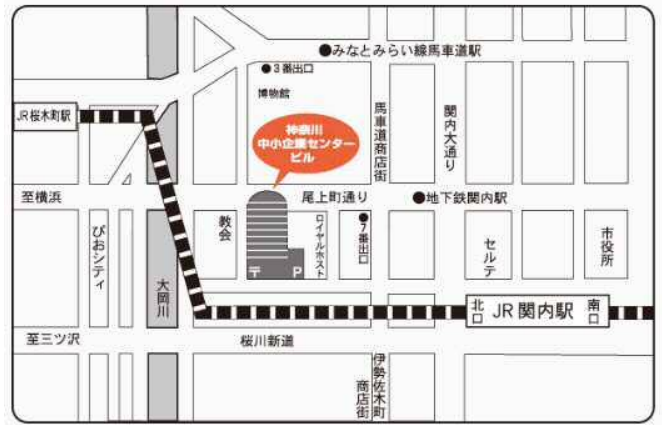 ●みなとみらい線馬車道駅
●3番出口
博物館
JR桜木町駅
神奈川
中小企業センター
ビル
馬車道商店街
関内大通り
至横浜
尾上町通り
●地下鉄関内駅
ぴおシティ
大岡川
教会
〒
P
ロイヤルホスト
●7番出口
セルテ
市役所
北口
JR関内駅
南口
至三ツ沢
桜川新道
伊勢佐木町
商店街